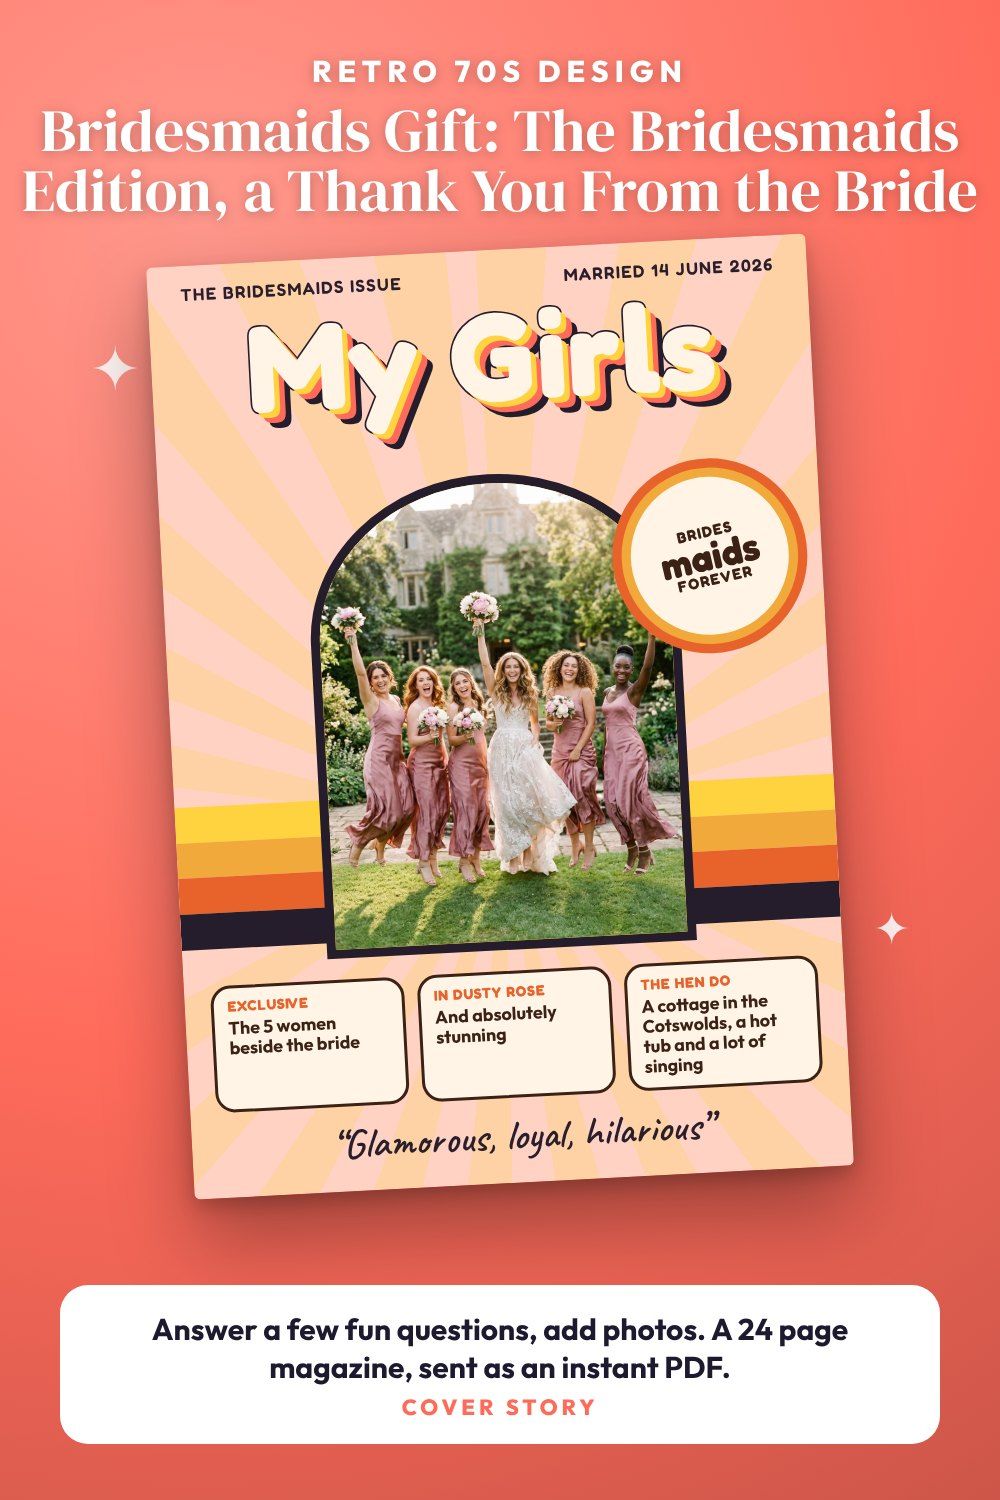 RETRO 70S DESIGN
Bridesmaids Gift: The Bridesmaids
Edition, a Thank You From the Bride
THE BRIDESMAIDS ISSUE
MARRIED 14 JUNE 2026
My Girls
BRIDES
maids
FOREVER
EXCLUSIVE
The 5 women
beside the bride
IN DUSTY ROSE
And absolutely
stunning
THE HEN DO
A cottage in the
Cotswolds, a hot
tub and a lot of
singing
“Glamorous, loyal, hilarious”
Answer a few fun questions, add photos. A 24 page
magazine, sent as an instant PDF.
COVER STORY